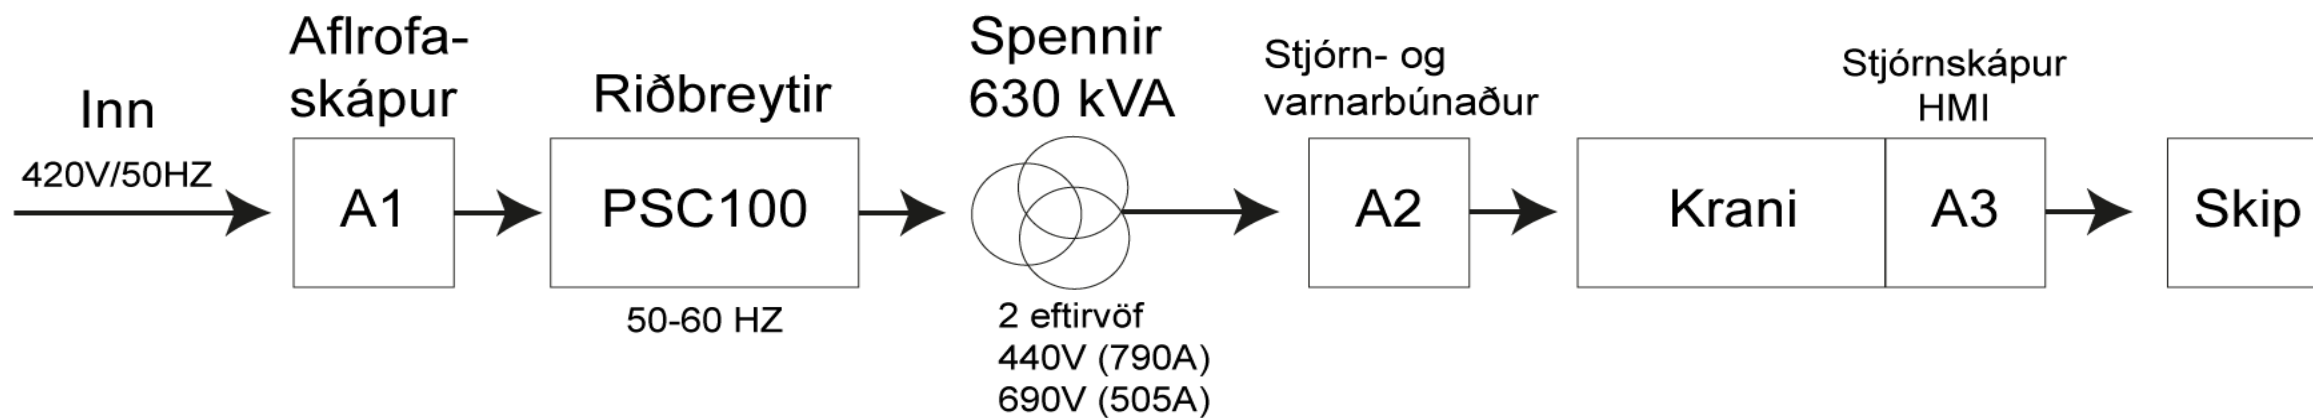 Inn
420V/50HZ
Aflrofa-
skápur
A1
Riðbreytir
PSC100
50-60 HZ
Spennir
630 kVA
2 eftirvöf
440V (790A)
690V (505A)
Stjórn- og
varnarbúnaður
A2
Krani
Stjórnskápur
HMI
A3
Skip